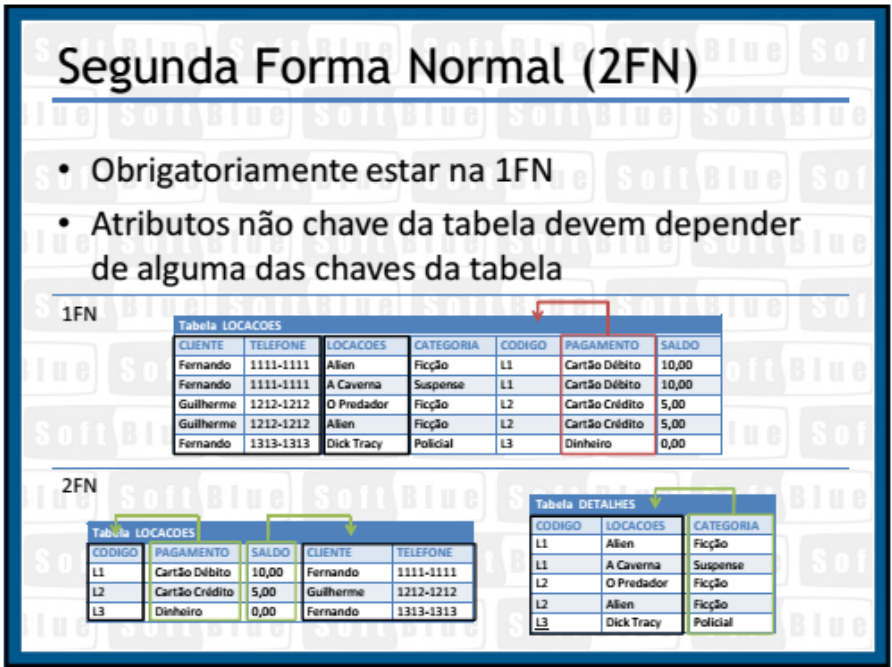 Segunda Forma Normal (2FN)
• Obrigatoriamente estar na 1FN
• Atributos não chave da tabela devem depender
de alguma das chaves da tabela
1FN
Tabela LOCACOES
CLIENTE TELEFONE LOCACOES CATEGORIA CODIGO PAGAMENTO SALDO
Fernando 1111-1111 Alien Ficção L1 Cartão Débito 10,00
Fernando 1111-1111 A Caverna Suspense L1 Cartão Débito 10,00
Guilherme 1212-1212 O Predador Ficção L2 Cartão Crédito 5,00
Guilherme 1212-1212 Alien Ficção L2 Cartão Crédito 5,00
Fernando 1313-1313 Dick Tracy Policial L3 Dinheiro 0,00
2FN
Tabela LOCACOES
CODIGO PAGAMENTO SALDO CLIENTE TELEFONE
L1 Cartão Débito 10,00 Fernando 1111-1111
L2 Cartão Crédito 5,00 Guilherme 1212-1212
L3 Dinheiro 0,00 Fernando 1313-1313
Tabela DETALHES
CODIGO LOCACOES CATEGORIA
L1 Alien Ficção
L1 A Caverna Suspense
L2 O Predador Ficção
L2 Alien Ficção
L3 Dick Tracy Policial